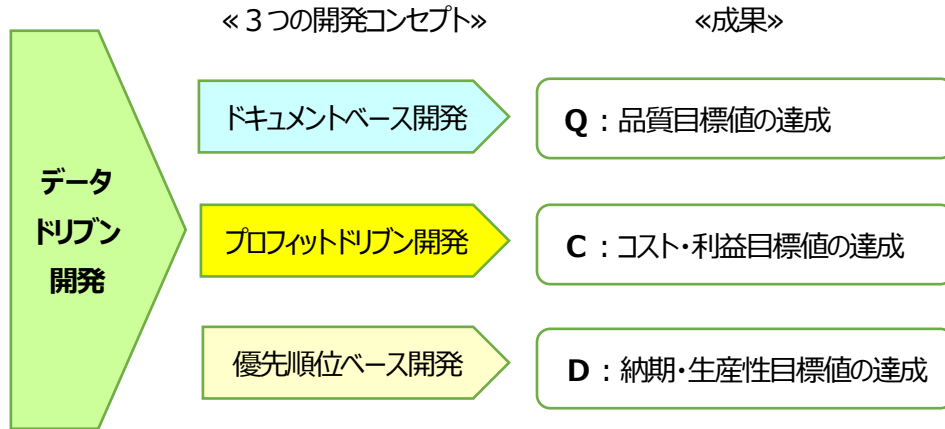 ≪３つの開発コンセプト≫
≪成果≫
データ
ドリブン
開発
ドキュメントベース開発
Q：品質目標値の達成
プロフィットドリブン開発
C：コスト・利益目標値の達成
優先順位ベース開発
D：納期・生産性目標値の達成